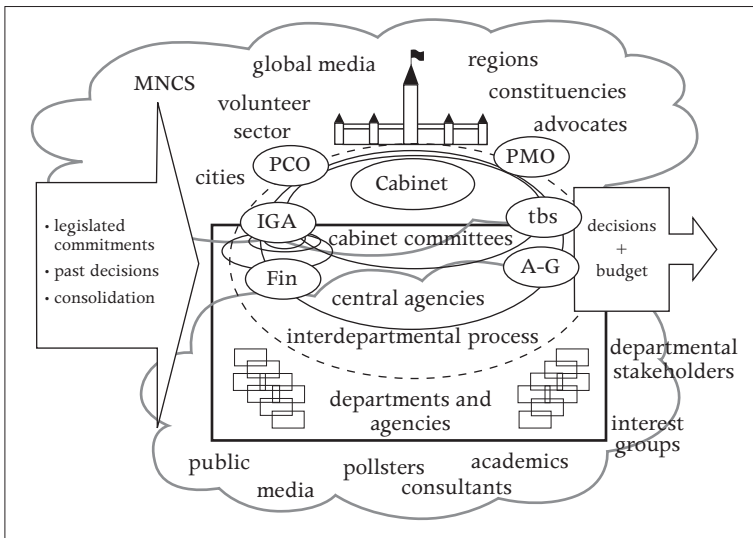 global media
regions
MNCS
constituencies
volunteer
sector
advocates
PCO
PMO
cities
Cabinet
IGA
tbs
• legislated
commitments
• past decisions
• consolidation
cabinet committees
decisions
+
budget
Fin
A-G
central agencies
interdepartmental process
departmental
stakeholders
departments and
agencies
interest
groups
public
pollsters
academics
media
consultants